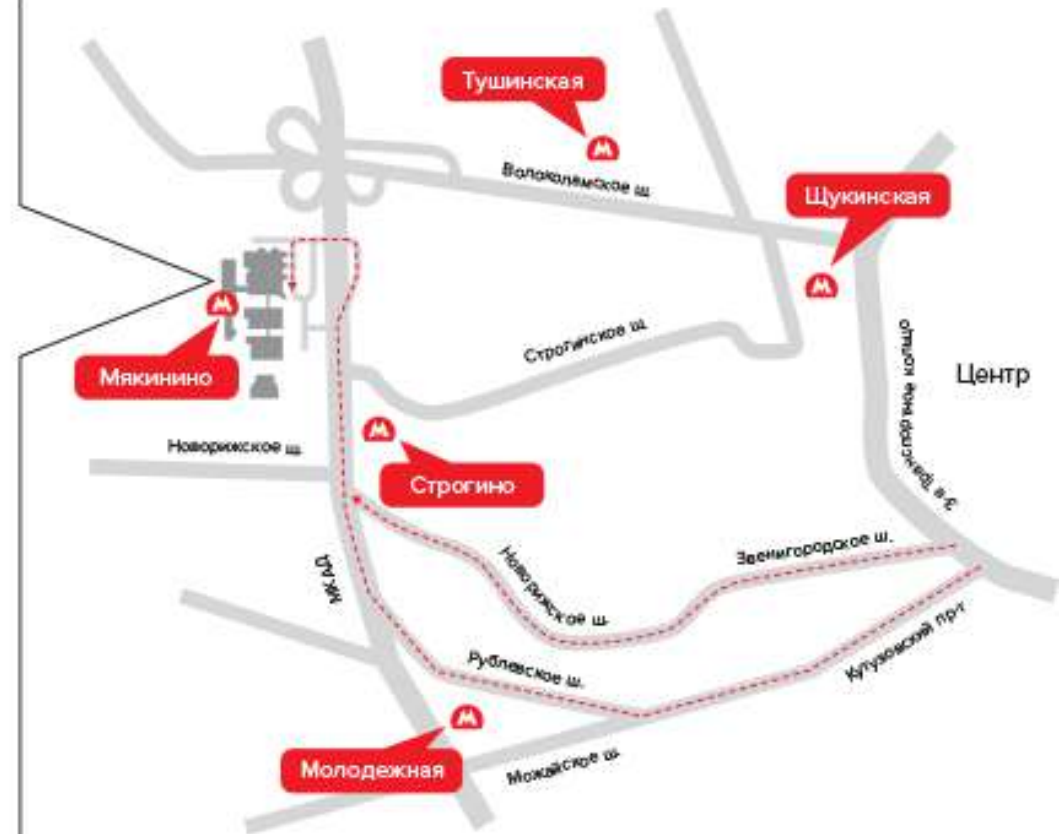 Тушинская
Волоколамское ш.
Щукинская
Мякинино
Строгинское ш.
3-е Транспортное кольцо
Центр
Новорижское ш.
Строгино
МКАД
Новорижское ш.
Звенигородское ш.
Рублевское ш.
Кутузовский пр-т
Молодежная
Можайское ш.